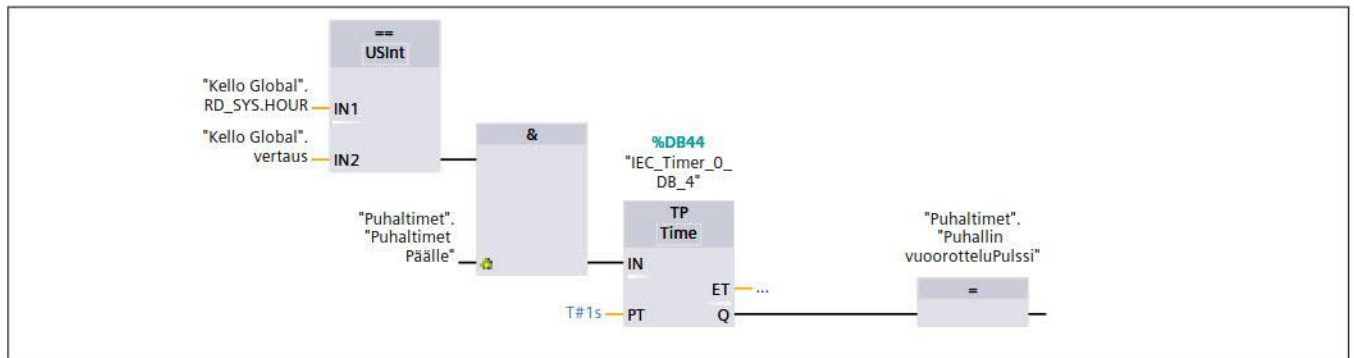 ==
USInt
"Kello Global".
RD_SYS.HOUR
IN1
"Kello Global".
vertaus
IN2
&
"Puhaltimet".
"Puhaltimet
Päälle"
%DB44
"IEC_Timer_0_
DB_4"
TP
Time
IN
ET
...
T#1s
PT
Q
"Puhaltimet".
"Puhallin
vuoorotteluPulssi"
=